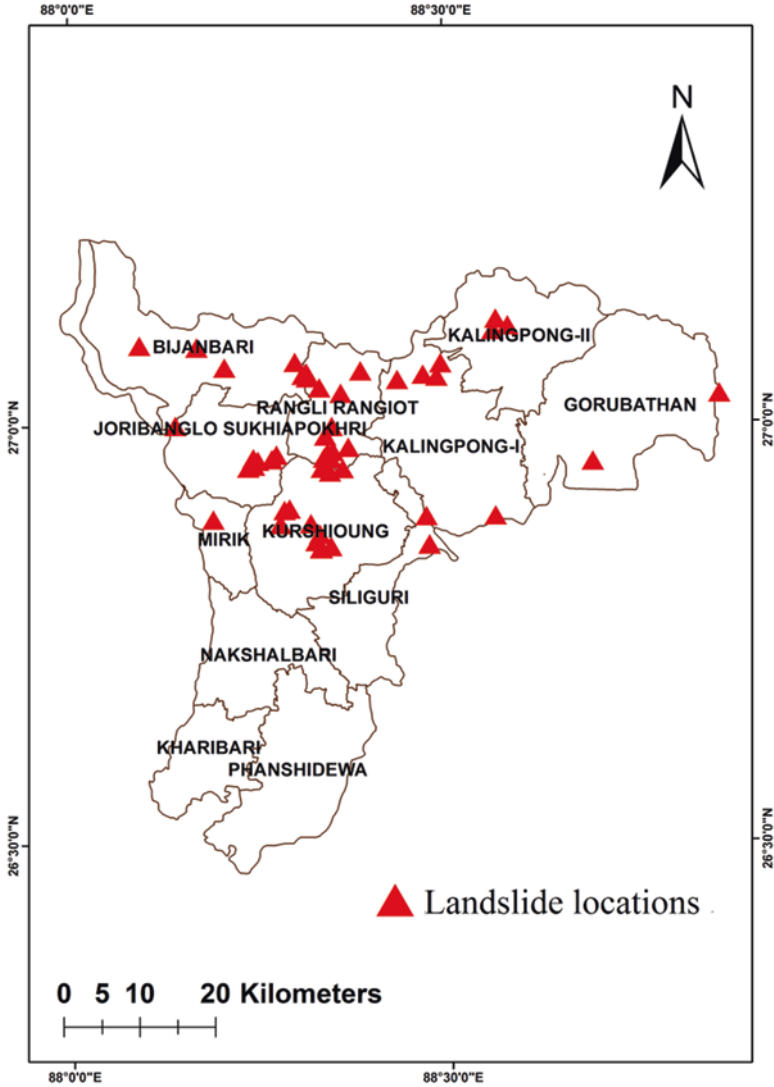 88°0'0"E
88°30'0"E
N
KALINGPONG-II
BIJANBARI
GORUBATHAN
RANGLI RANGIOT
27°0'0"N
JORIBANGLO SUKHIAPOKHRI
27°0'0"N
KALINGPONG-I
KURSHIOUNG
MIRIK
SILIGURI
NAKSHALBARI
KHARIBARI
PHANSHIDEWA
26°30'0"N
26°30'0"N
Landslide locations
0 5 10 20 Kilometers
88°0'0"E
88°30'0"E